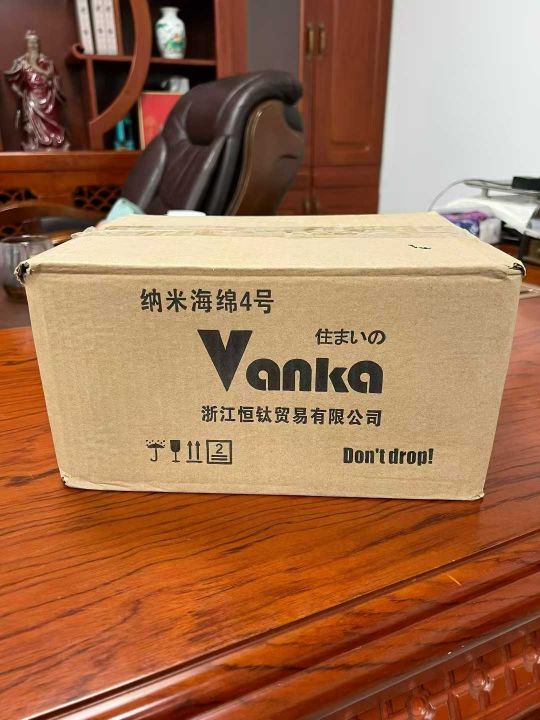 纳米海绵4号
住まいの
Vanka
浙江恒钛贸易有限公司
2
Don't drop!